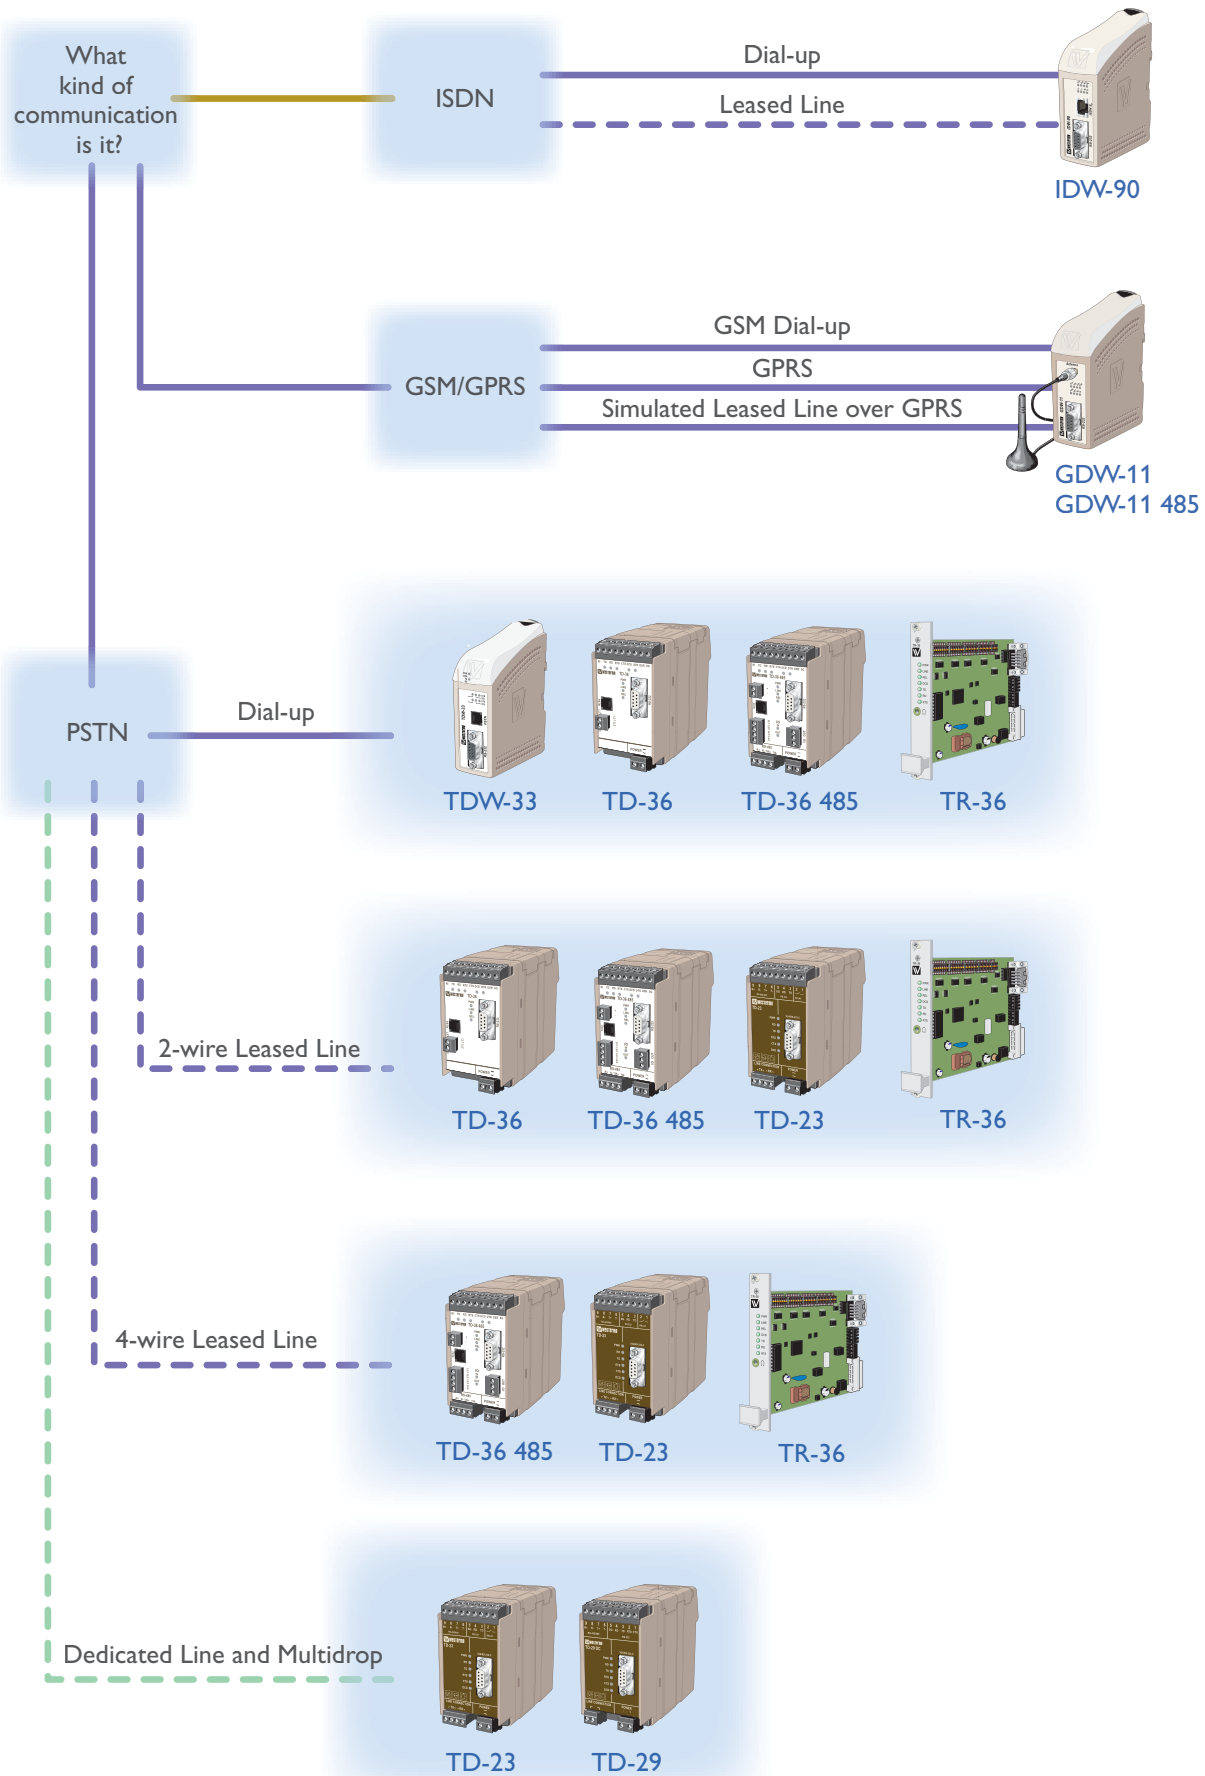 What
kind of
communication
is it?
ISDN
Dial-up
Leased Line
IDW-90
GSM/GPRS
GSM Dial-up
GPRS
Simulated Leased Line over GPRS
GDW-11
GDW-11 485
PSTN
Dial-up
TDW-33
TD-36
TD-36 485
TR-36
2-wire Leased Line
TD-36
TD-36 485
TD-23
TR-36
4-wire Leased Line
TD-36 485
TD-23
TR-36
Dedicated Line and Multidrop
TD-23
TD-29